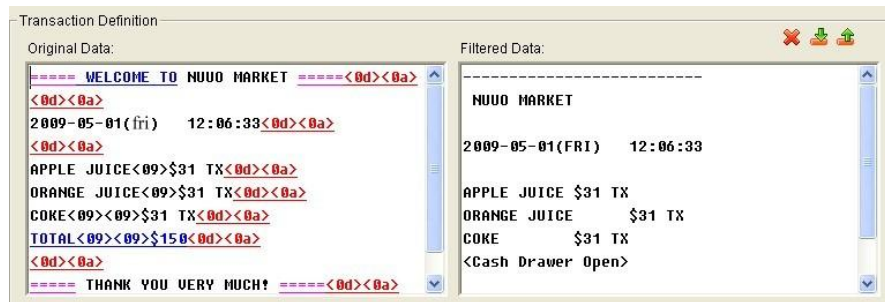 Transaction Definition
Original Data:
===== WELCOME TO NUUO MARKET =====<0d><0a>
<0d><0a>
2009-05-01(fri) 12:06:33<0d><0a>
<0d><0a>
APPLE JUICE<09>$31 TX<0d><0a>
ORANGE JUICE<09>$31 TX<0d><0a>
COKE<09><09>$31 TX<0d><0a>
TOTAL<09><09>$150<0d><0a>
<0d><0a>
===== THANK YOU VERY MUCH! =====<0d><0a>
Filtered Data:
--------------------------
NUUO MARKET
2009-05-01(FRI) 12:06:33
APPLE JUICE $31 TX
ORANGE JUICE $31 TX
COKE $31 TX
<Cash Drawer Open>